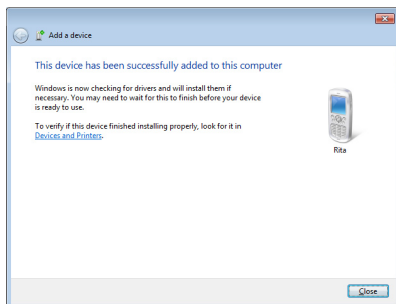 Add a device
This device has been successfully added to this computer
Windows is now checking for drivers and will install them if
necessary. You may need to wait for this to finish before your device
is ready to use.
To verify if this device finished installing properly, look for it in
Devices and Printers.
Rita
Close